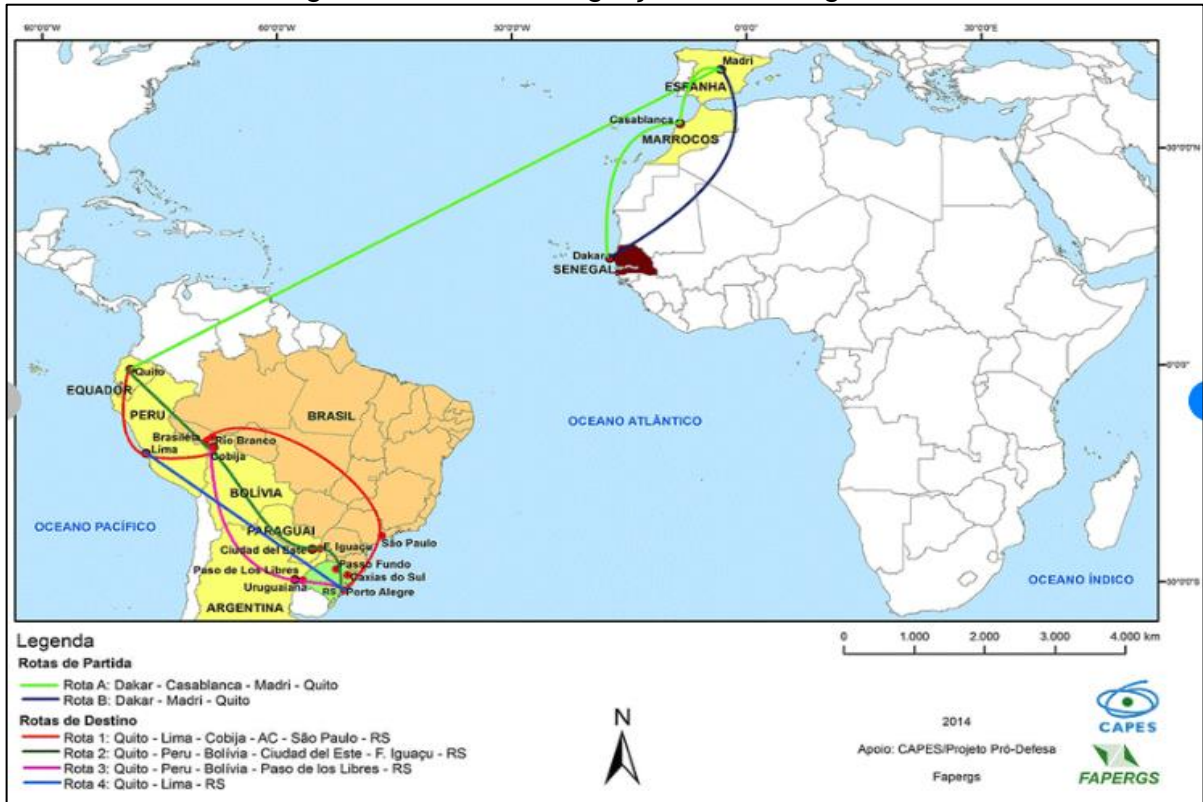 60°0'0"W
30°0'0"W
0°0'0"
30°0'0"E
Madri
ESPANHA
Casablanca
MARROCOS
30°0'0"N
Dakar
SENEGAL
Quito
EQUADOR
0°0'0"S
PERU
BRASIL
OCEANO ATLÂNTICO
Brasiléia
Rio Branco
Lima
Cobija
BOLÍVIA
OCEANO PACÍFICO
PARAGUAI
São Paulo
Ciudad del Este
F. Iguaçu
Passo Fundo
Paso de Los Libres
Caxias do Sul
OCEANO ÍNDICO
Uruguaiana
RS
Porto Alegre
30°0'0"S
ARGENTINA
Legenda
0 1.000 2.000 3.000 4.000 km
Rotas de Partida
Rota A: Dakar - Casablanca - Madri - Quito
Rota B: Dakar - Madri - Quito
Rotas de Destino
Rota 1: Quito - Lima - Cobija - AC - São Paulo - RS
Rota 2: Quito - Peru - Bolívia - Ciudad del Este - F. Iguaçu - RS
Rota 3: Quito - Peru - Bolívia - Paso de los Libres - RS
Rota 4: Quito - Lima - RS
N
2014
Apoio: CAPES/Projeto Pró-Defesa
Fapergs
CAPES
FAPERGS